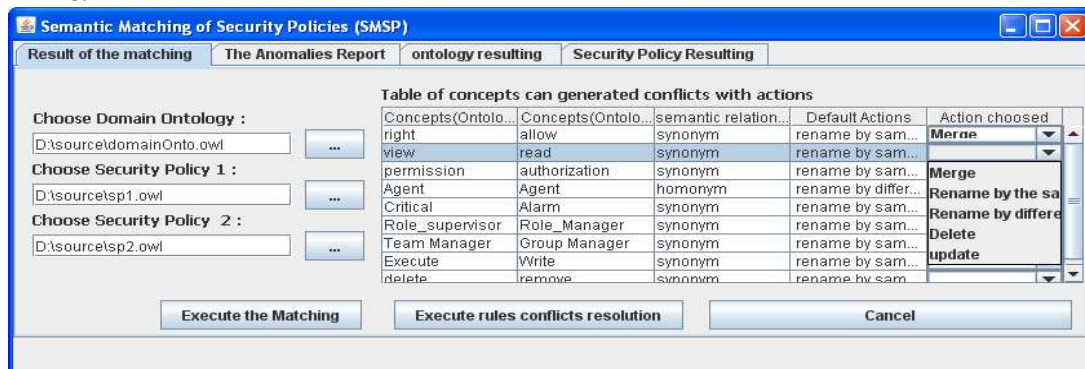 Semantic Matching of Security Policies (SMSP)
Result of the matching The Anomalies Report ontology resulting Security Policy Resulting
Table of concepts can generated conflicts with actions
Choose Domain Ontology :
D:\source\domainOnto.owl ...
Choose Security Policy 1 :
D:\source\sp1.owl ...
Choose Security Policy 2 :
D:\source\sp2.owl ...
Concepts(Ontolo... Concepts(Ontolo... semantic relation... Default Actions Action choosed
right allow synonym rename by sam... Merge
view read synonym rename by sam...
permission authorization synonym rename by sam...
Agent Agent homonym rename by differ...
Critical Alarm synonym rename by sam...
Role_supervisor Role_Manager synonym rename by sam...
Team Manager Group Manager synonym rename by sam...
Execute Write synonym rename by sam...
delete remove synonym rename by sam...
Merge
Rename by the sa
Rename by differe
Delete
update
Execute the Matching Execute rules conflicts resolution Cancel